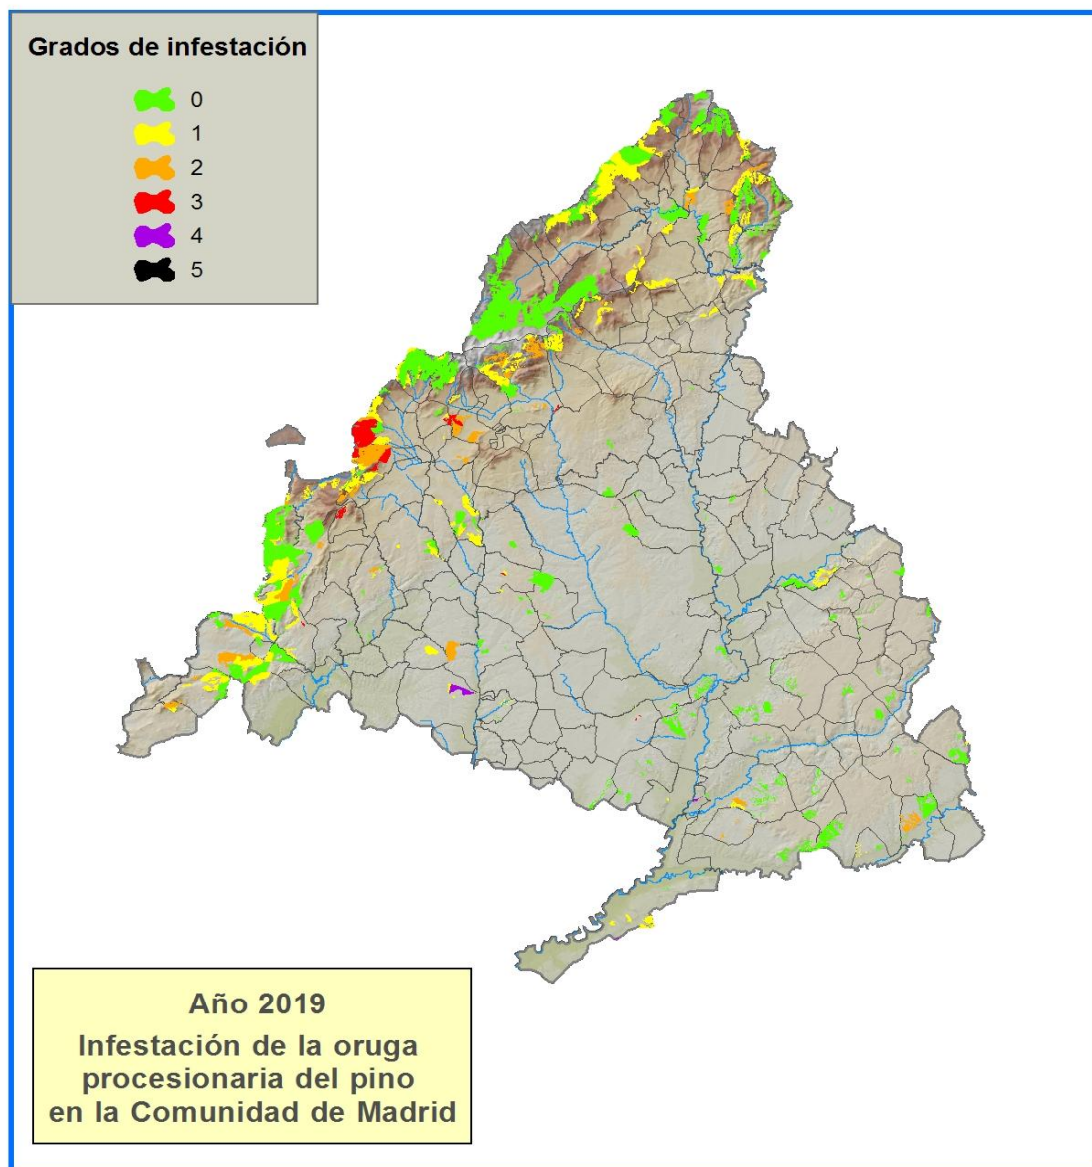 Grados de infestación
0
1
2
3
4
5
Año 2019
Infestación de la oruga
procesionaria del pino
en la Comunidad de Madrid